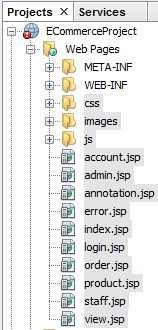 Projects × Services
ECommerceProject
Web Pages
META-INF
WEB-INF
css
images
js
account.jsp
admin.jsp
annotation.jsp
error.jsp
index.jsp
login.jsp
order.jsp
product.jsp
staff.jsp
view.jsp